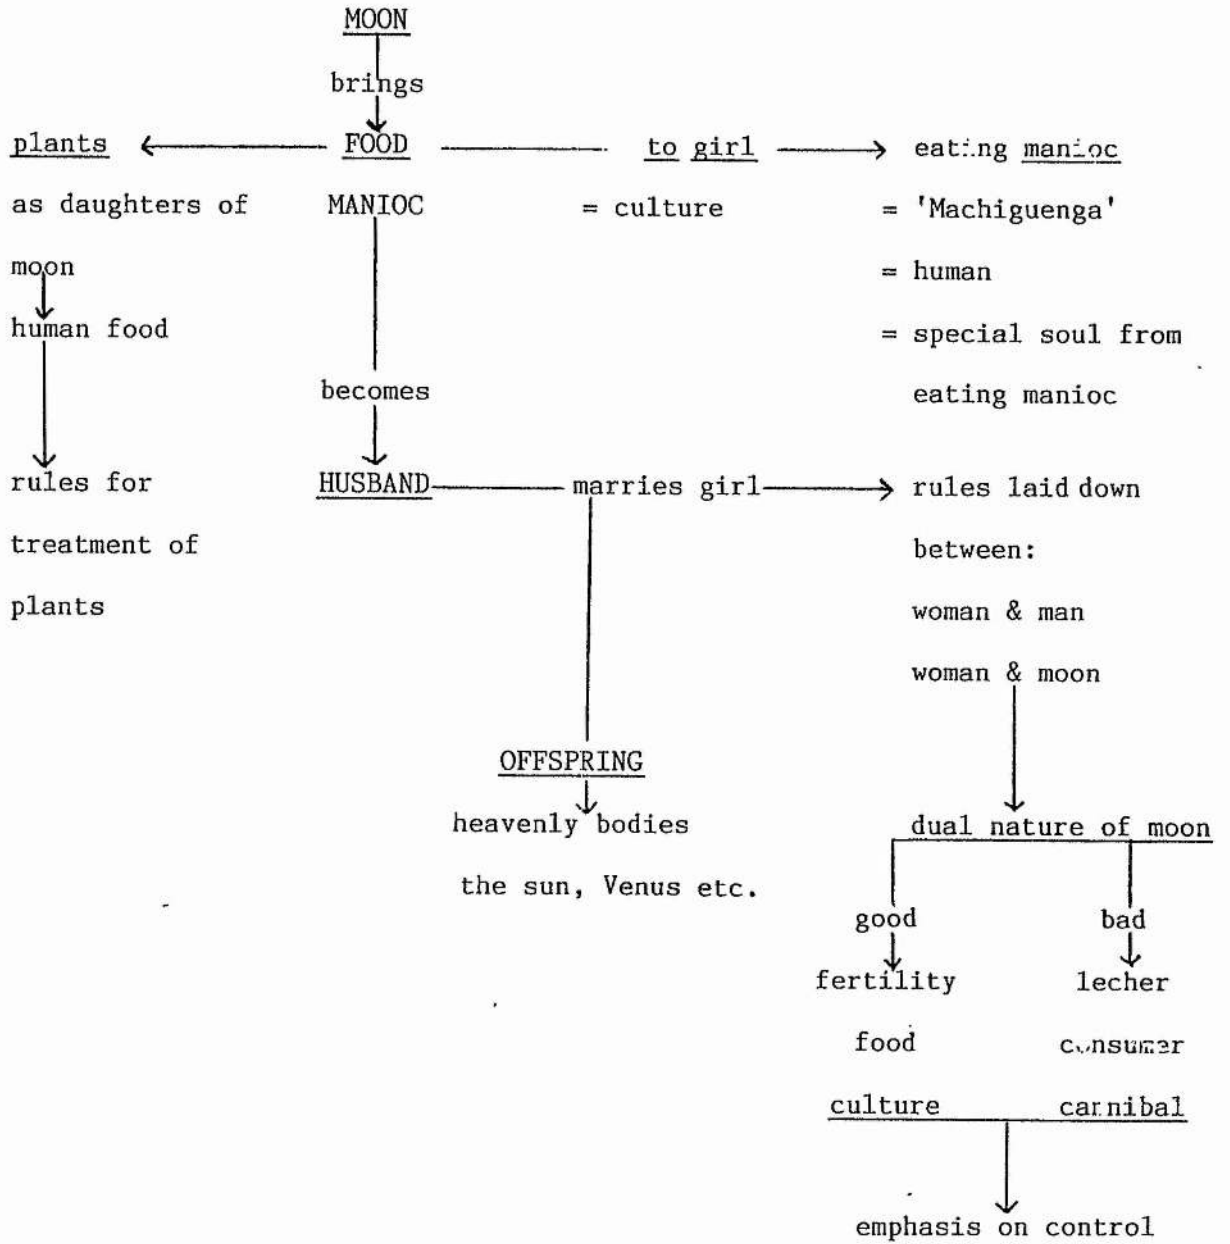 MOON
brings
plants FOOD to girl eating manioc
as daughters of MANIOC = culture = 'Machiguenga'
moon = human
human food = special soul from
becomes eating manioc
rules for HUSBAND marries girl rules laid down
treatment of between:
plants woman & man
woman & moon
OFFSPRING
heavenly bodies dual nature of moon
the sun, Venus etc.
good bad
fertility lecher
food consumer
culture cannibal
emphasis on control